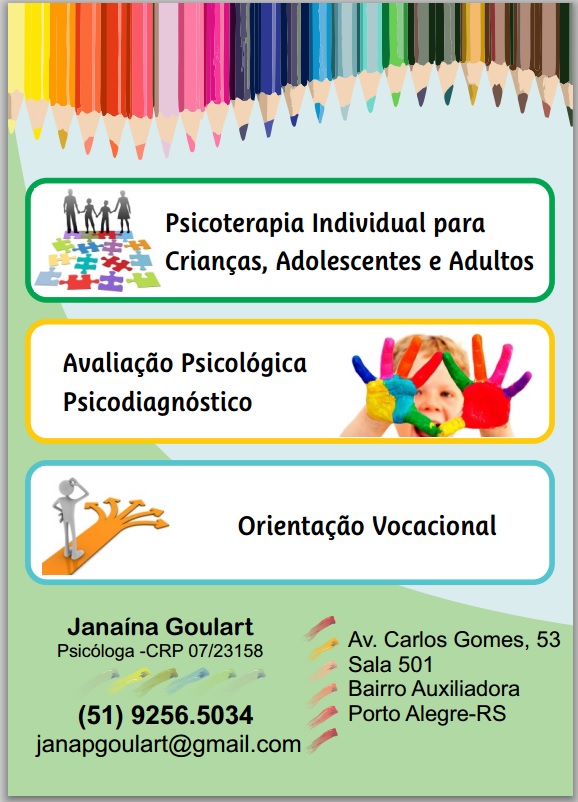 Psicoterapia Individual para
Crianças, Adolescentes e Adultos
Avaliação Psicológica
Psicodiagnóstico
Orientação Vocacional
Janaína Goulart
Psicóloga -CRP 07/23158
(51) 9256.5034
janapgoulart@gmail.com
Av. Carlos Gomes, 53
Sala 501
Bairro Auxiliadora
Porto Alegre-RS